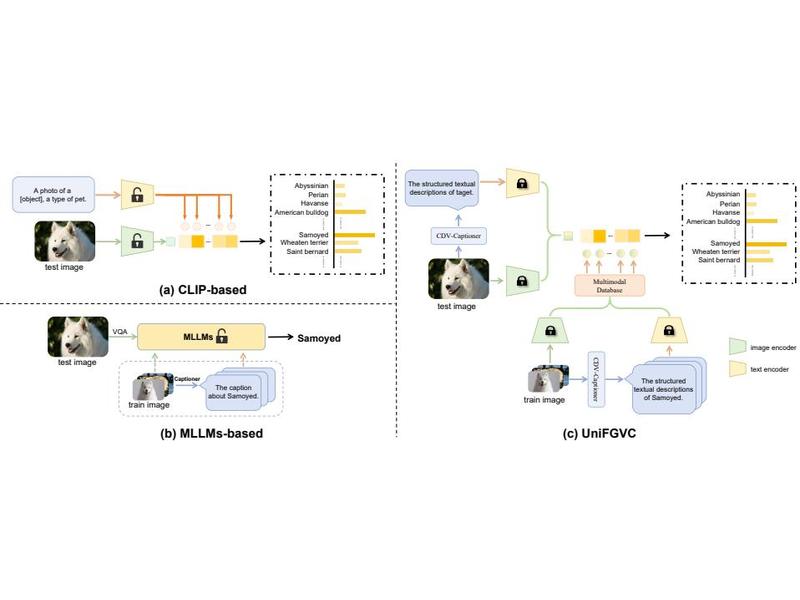 A photo of a
[object], a type of pet.
test image
Abyssinian
Perian
Havanse
American bulldog
Samoyed
Wheaten terrier
Saint bernard
(a) CLIP-based
test image
VQA
MLLMs
Samoyed
train image
Captioner
The caption
about Samoyed.
(b) MLLMs-based
The structured textual
descriptions of taget.
CDV-Captioner
test image
Multimodal
Database
Abyssinian
Perian
Havanse
American bulldog
Samoyed
Wheaten terrier
Saint bernard
train image
CDV-Captioner
The structured
textual descriptions
of Samoyed.
image encoder
text encoder
(c) UniFGVC